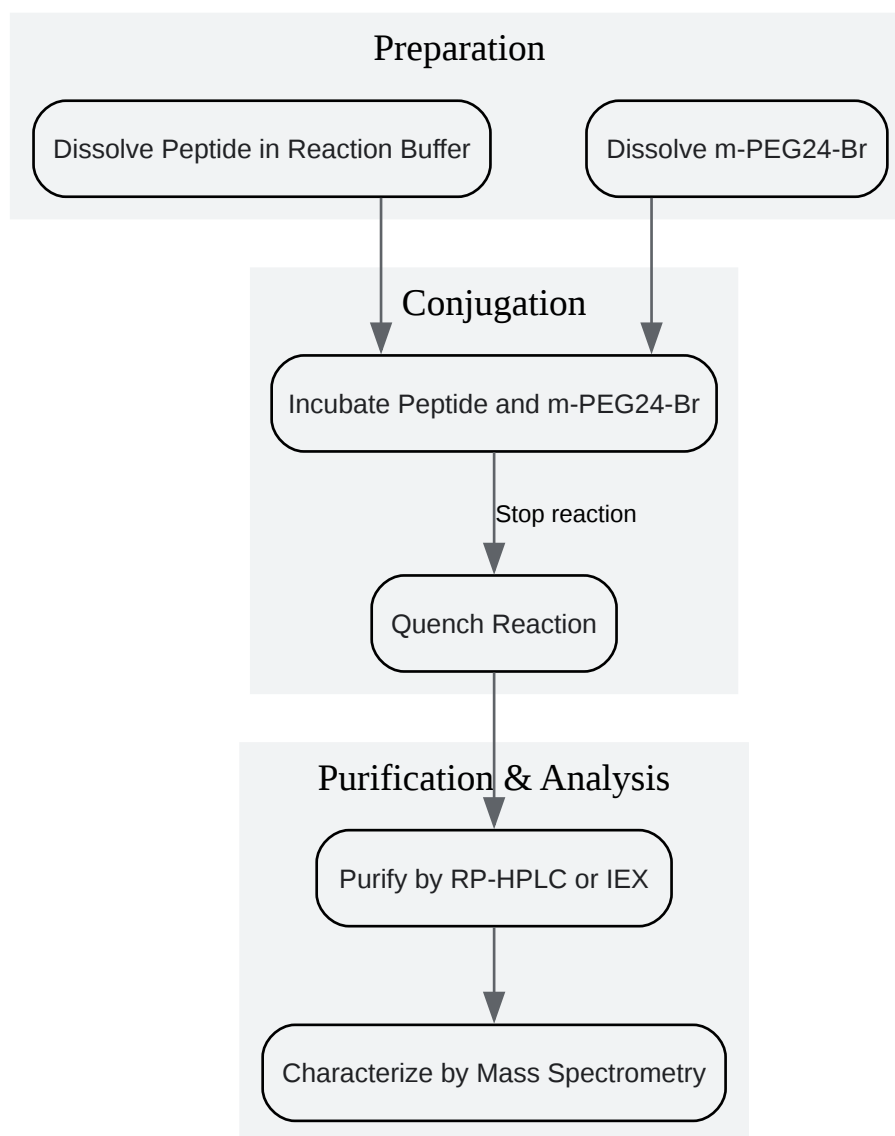 Preparation
Dissolve Peptide in Reaction Buffer
Dissolve m-PEG24-Br
Conjugation
Incubate Peptide and m-PEG24-Br
Stop reaction
Quench Reaction
Purification & Analysis
Purify by RP-HPLC or IEX
Characterize by Mass Spectrometry